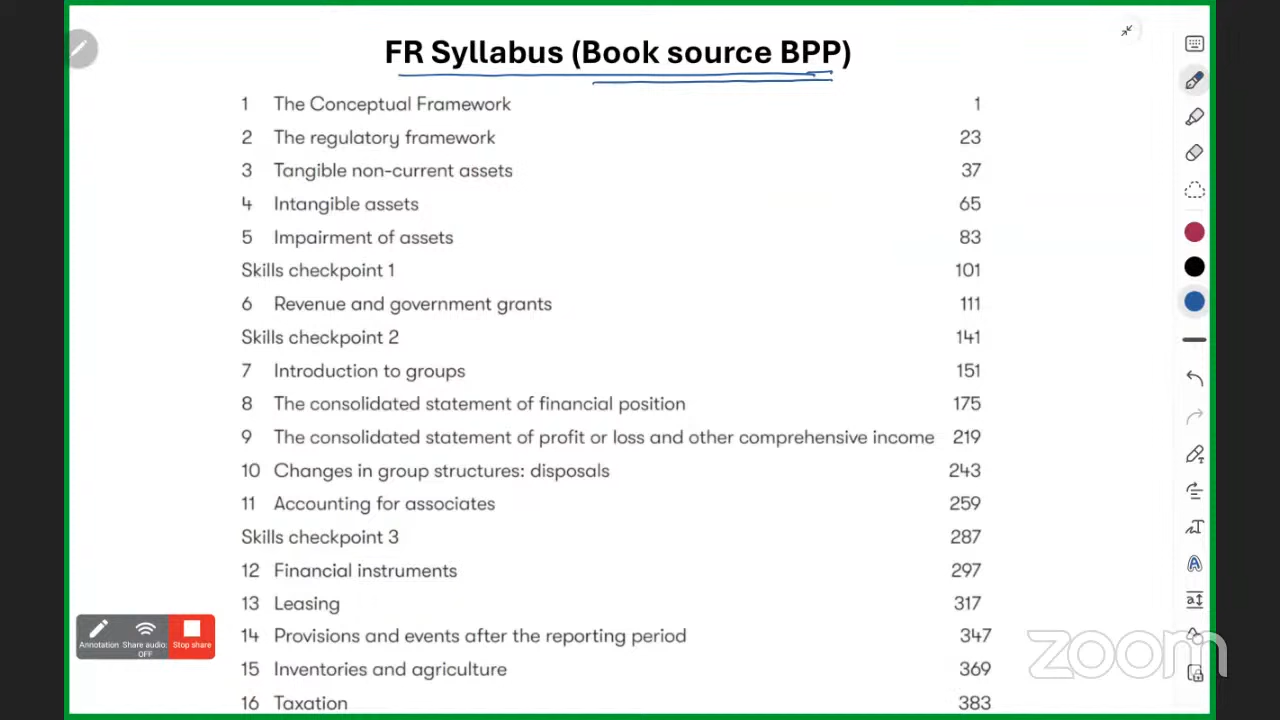 FR Syllabus (Book source BPP)
1 The Conceptual Framework 1
2 The regulatory framework 23
3 Tangible non-current assets 37
4 Intangible assets 65
5 Impairment of assets 83
Skills checkpoint 1 101
6 Revenue and government grants 111
Skills checkpoint 2 141
7 Introduction to groups 151
8 The consolidated statement of financial position 175
9 The consolidated statement of profit or loss and other comprehensive income 219
10 Changes in group structures: disposals 243
11 Accounting for associates 259
Skills checkpoint 3 287
12 Financial instruments 297
13 Leasing 317
14 Provisions and events after the reporting period 347
15 Inventories and agriculture 369
16 Taxation 383
Annotation Share audio: OFF Stop share
zoom